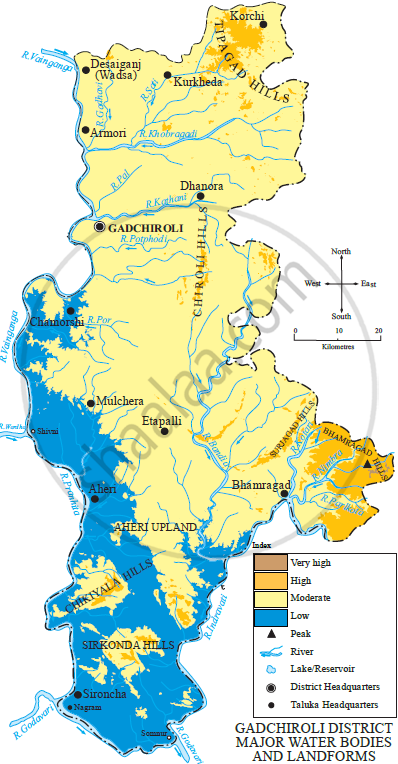 Korchi
TIPAGAD HILLS
R.Vainganga
Desaiganj
(Wadsa)
Kurkheda
R.Sati
R.Gadhavi
Armori
R.Khobragadi
R.Pal
Dhanora
R.Kathani
GADCHIROLI
R.Potphodi
CHIROLI HILLS
North
West
East
South
0 10 20
Kilometres
R.Vainganga
Chamorshi
R.Por
shaalaa.com
Mulchera
Etapalli
SURJAGAD HILLS
BHAMRAGAD HILLS
R.Wardha
Shivni
R.Bandia
R.Nimbra
R.Parlkota
Bhamragad
R.Pranhita
Aheri
AHERI UPLAND
CHIKIYALA HILLS
R.Indravati
SIRKONDA HILLS
Sironcha
Nagram
R.Godavari
Somnur
R.Godavari
Index
Very high
High
Moderate
Low
Peak
River
Lake/Reservoir
District Headquarters
Taluka Headquarters
GADCHIROLI DISTRICT
MAJOR WATER BODIES
AND LANDFORMS